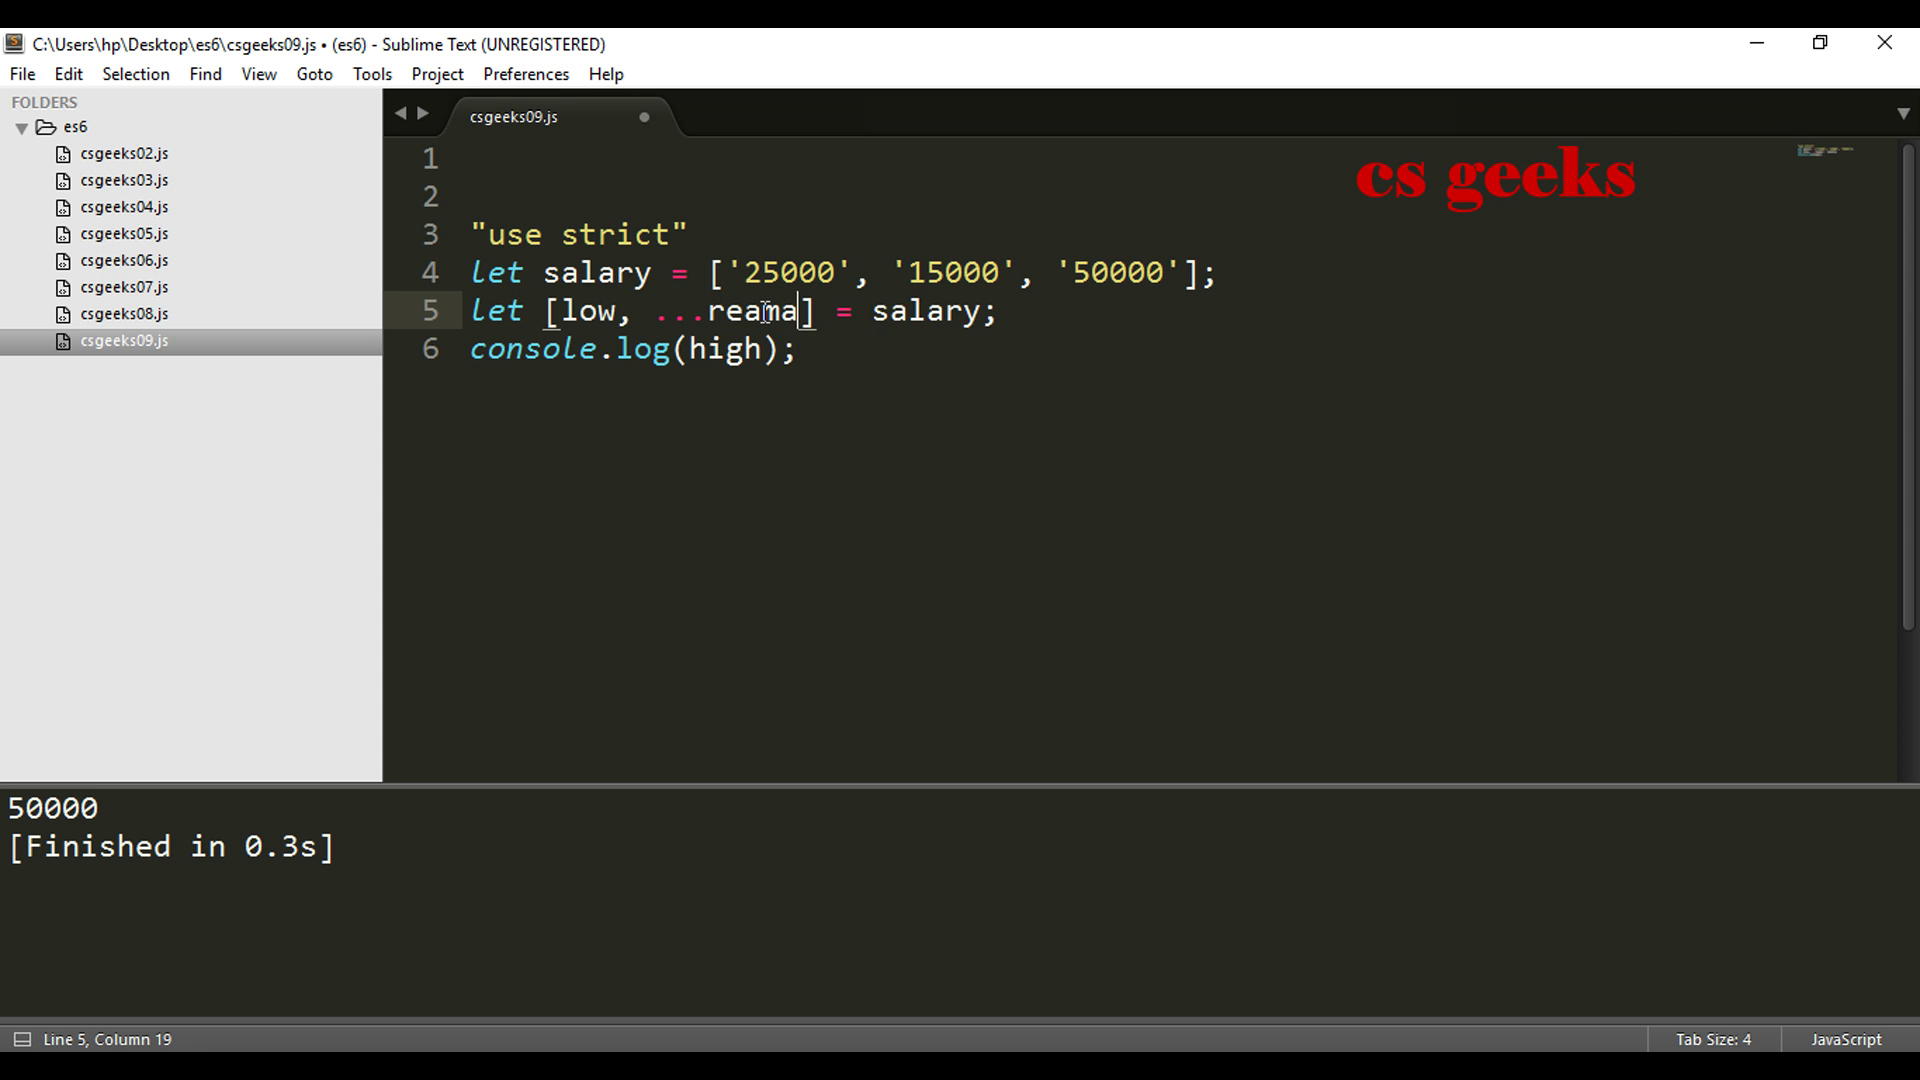 C:\Users\hp\Desktop\es6\csgeeks09.js • (es6) - Sublime Text (UNREGISTERED)
File Edit Selection Find View Goto Tools Project Preferences Help
FOLDERS
es6
csgeeks02.js
csgeeks03.js
csgeeks04.js
csgeeks05.js
csgeeks06.js
csgeeks07.js
csgeeks08.js
csgeeks09.js
csgeeks09.js
cs geeks
1
2
3 "use strict"
4 let salary = ['25000', '15000', '50000'];
5 let [low, ...reama] = salary;
6 console.log(high);
50000
[Finished in 0.3s]
Line 5, Column 19
Tab Size: 4
JavaScript